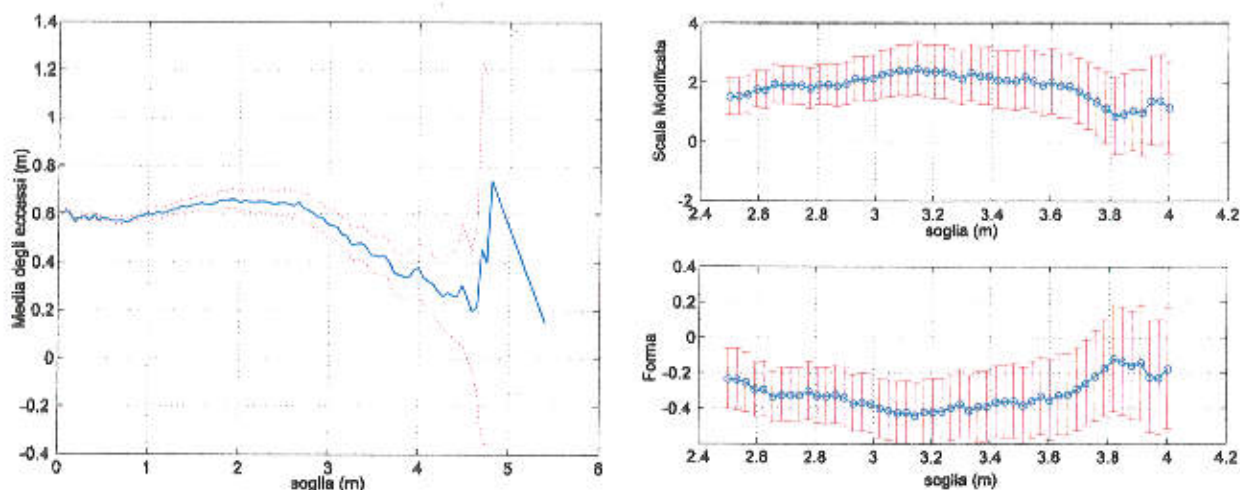 1.4
1.2
1
0.8
0.6
0.4
0.2
0
-0.2
-0.4
Media degli eccessi (m)
0 1 2 3 4 5 6
soglia (m)
4
2
0
-2
Scala Modificata
2.4 2.6 2.8 3 3.2 3.4 3.6 3.8 4 4.2
soglia (m)
0.4
0.2
0
-0.2
-0.4
Forma
2.4 2.6 2.8 3 3.2 3.4 3.6 3.8 4 4.2
soglia (m)